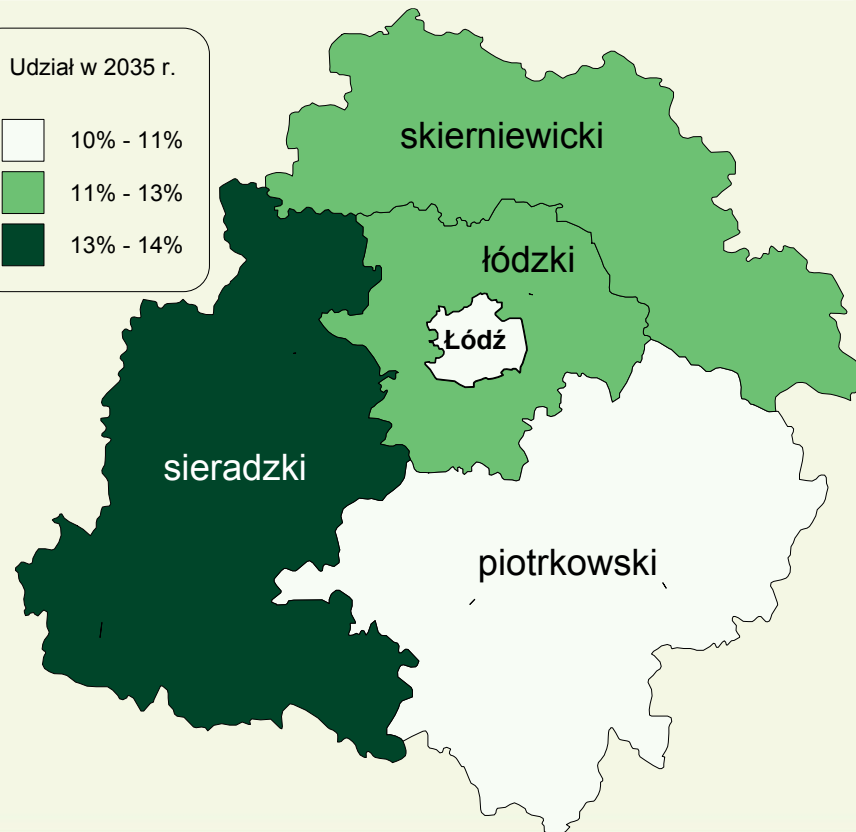 Udział w 2035 r.
10% - 11%
11% - 13%
13% - 14%
skierniewicki
łódzki
Łódź
sieradzki
piotrkowski